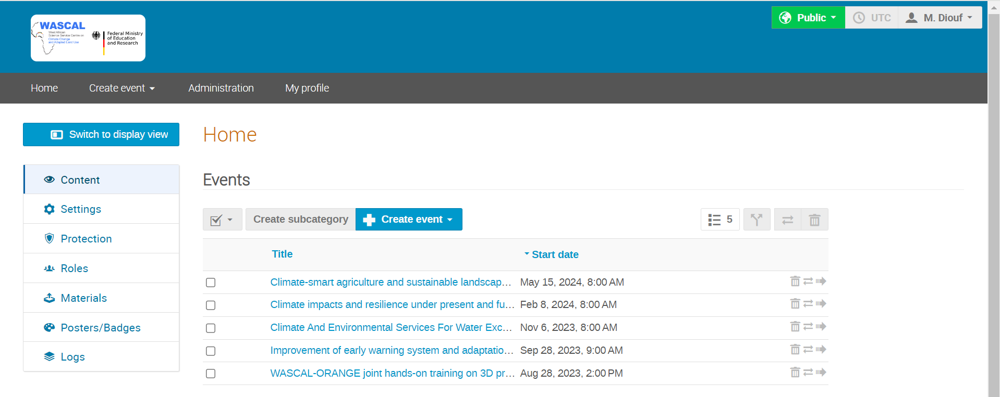 WASCAL
West African
Science Service Centre on
Climate Change
and Adapted Land Use
Federal Ministry
of Education
and Research
Public
UTC
M. Diouf
Home
Create event
Administration
My profile
Switch to display view
Content
Settings
Protection
Roles
Materials
Posters/Badges
Logs
Home
Events
Create subcategory
Create event
5
Title
Start date
Climate-smart agriculture and sustainable landscap... May 15, 2024, 8:00 AM
Climate impacts and resilience under present and fu... Feb 8, 2024, 8:00 AM
Climate And Environmental Services For Water Exc... Nov 6, 2023, 8:00 AM
Improvement of early warning system and adaptatio... Sep 28, 2023, 9:00 AM
WASCAL-ORANGE joint hands-on training on 3D pr... Aug 28, 2023, 2:00 PM